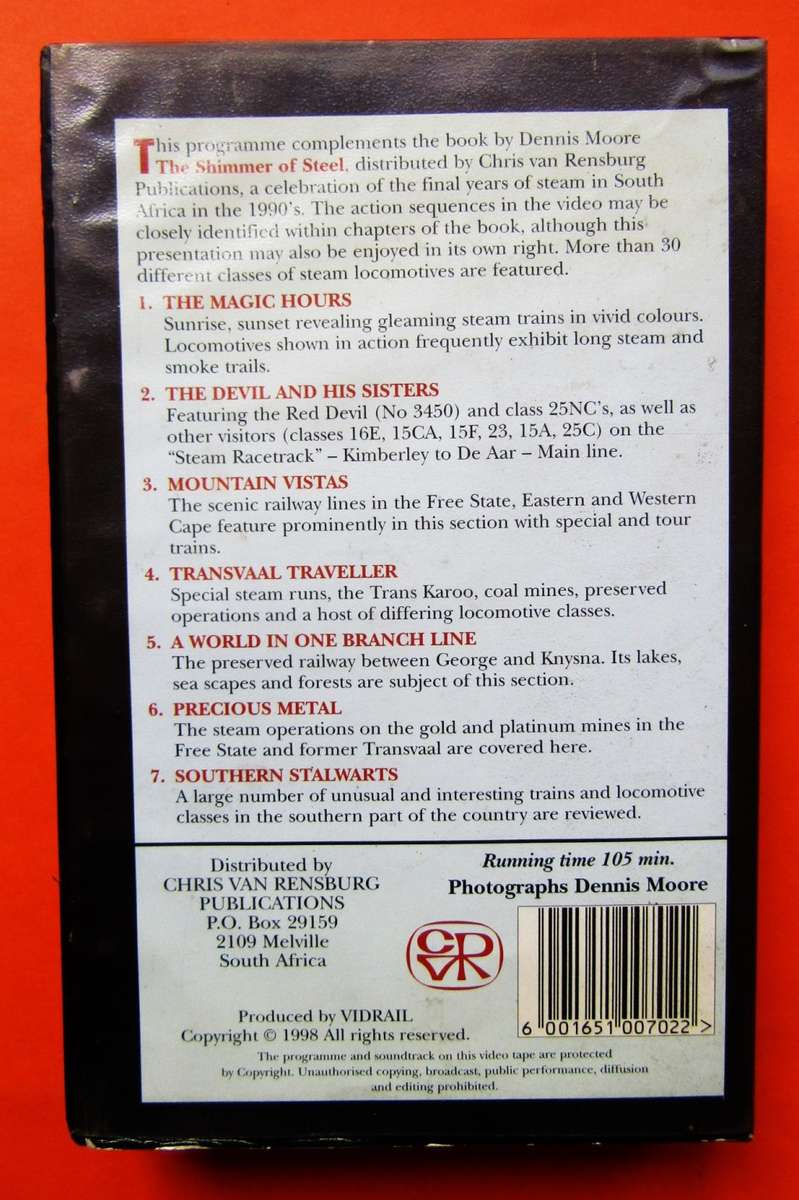 This programme complements the book by Dennis Moore
The Shimmer of Steel, distributed by Chris van Rensburg
Publications, a celebration of the final years of steam in South
Africa in the 1990's. The action sequences in the video may be
closely identified within chapters of the book, although this
presentation may also be enjoyed in its own right. More than 30
different classes of steam locomotives are featured.
1. THE MAGIC HOURS
Sunrise, sunset revealing gleaming steam trains in vivid colours.
Locomotives shown in action frequently exhibit long steam and
smoke trails.
2. THE DEVIL AND HIS SISTERS
Featuring the Red Devil (No 3450) and class 25NC's, as well as
other visitors (classes 16E, 15CA, 15F, 23, 15A, 25C) on the
“Steam Racetrack” – Kimberley to De Aar – Main line.
3. MOUNTAIN VISTAS
The scenic railway lines in the Free State, Eastern and Western
Cape feature prominently in this section with special and tour
trains.
4. TRANSVAAL TRAVELLER
Special steam runs, the Trans Karoo, coal mines, preserved
operations and a host of differing locomotive classes.
5. A WORLD IN ONE BRANCH LINE
The preserved railway between George and Knysna. Its lakes,
sea scapes and forests are subject of this section.
6. PRECIOUS METAL
The steam operations on the gold and platinum mines in the
Free State and former Transvaal are covered here.
7. SOUTHERN STALWARTS
A large number of unusual and interesting trains and locomotive
classes in the southern part of the country are reviewed.
Distributed by
CHRIS VAN RENSBURG
PUBLICATIONS
P.O. Box 29159
2109 Melville
South Africa
Running time 105 min.
Photographs Dennis Moore
CVR
6 001651 007022 >
Produced by VIDRAIL
Copyright © 1998 All rights reserved.
The programme and soundtrack on this video tape are protected
by Copyright. Unauthorised copying, broadcast, public performance, diffusion
and editing prohibited.